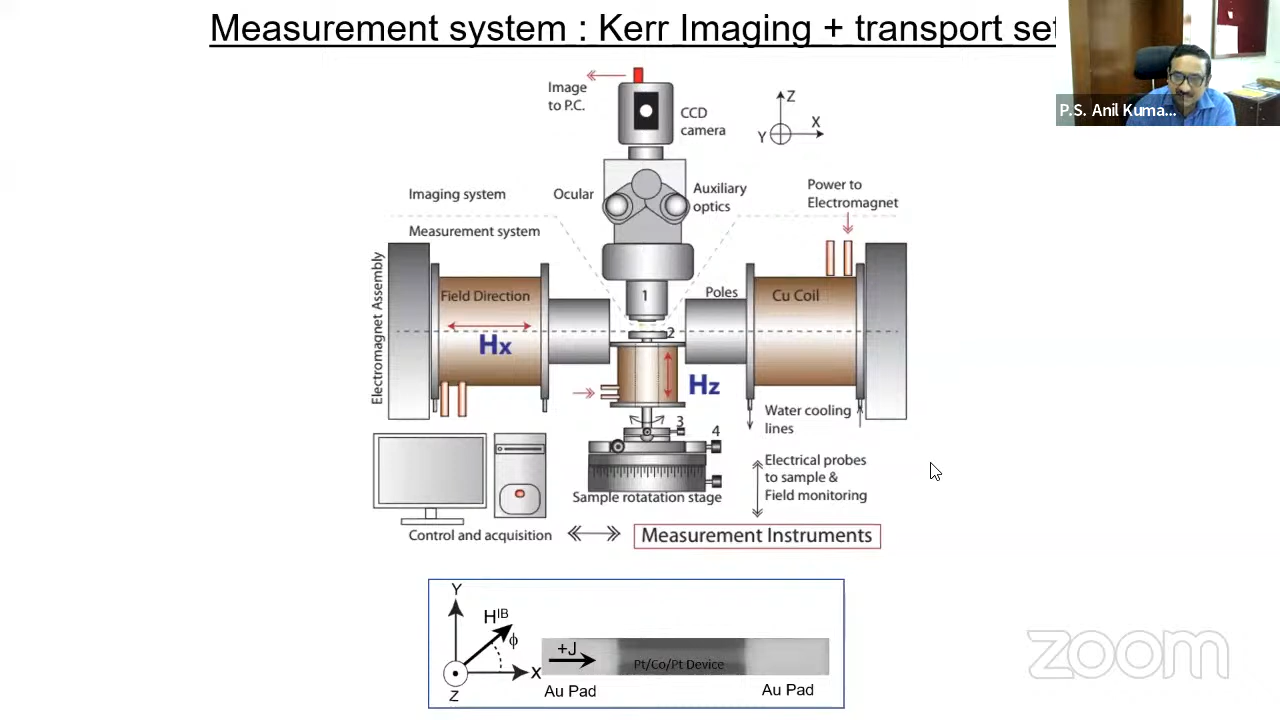 Measurement system : Kerr Imaging + transport set
P.S. Anil Kuma...
Image
to P.C.
CCD
camera
Z
Y
X
Imaging system
Ocular
Auxiliary
optics
Power to
Electromagnet
Measurement system
Electromagnet Assembly
Field Direction
Hx
1
2
Poles
Cu Coil
Hz
3
4
Water cooling
lines
Electrical probes
to sample &
Field monitoring
Sample rotatation stage
Control and acquisition
Measurement Instruments
Y
HIB
ϕ
X
Z
+J
Pt/Co/Pt Device
Au Pad
Au Pad
zoom